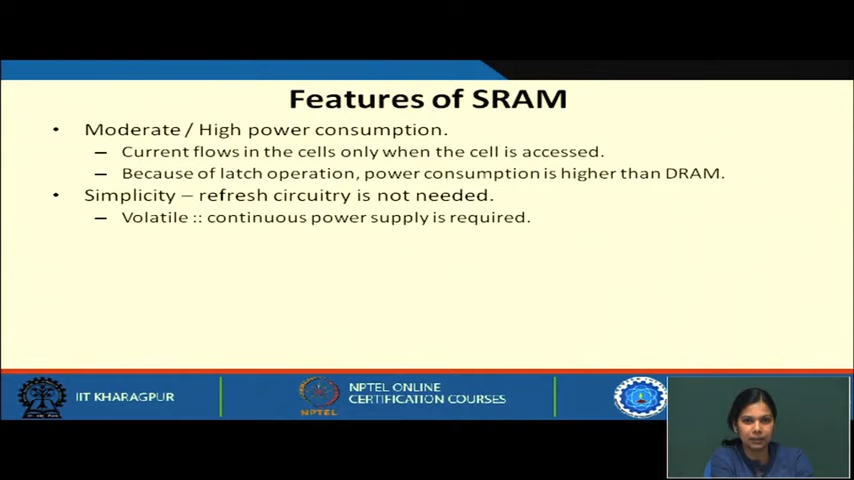 Features of SRAM
• Moderate / High power consumption.
– Current flows in the cells only when the cell is accessed.
– Because of latch operation, power consumption is higher than DRAM.
• Simplicity – refresh circuitry is not needed.
– Volatile :: continuous power supply is required.
IIT KHARAGPUR
NPTEL
NPTEL ONLINE
CERTIFICATION COURSES